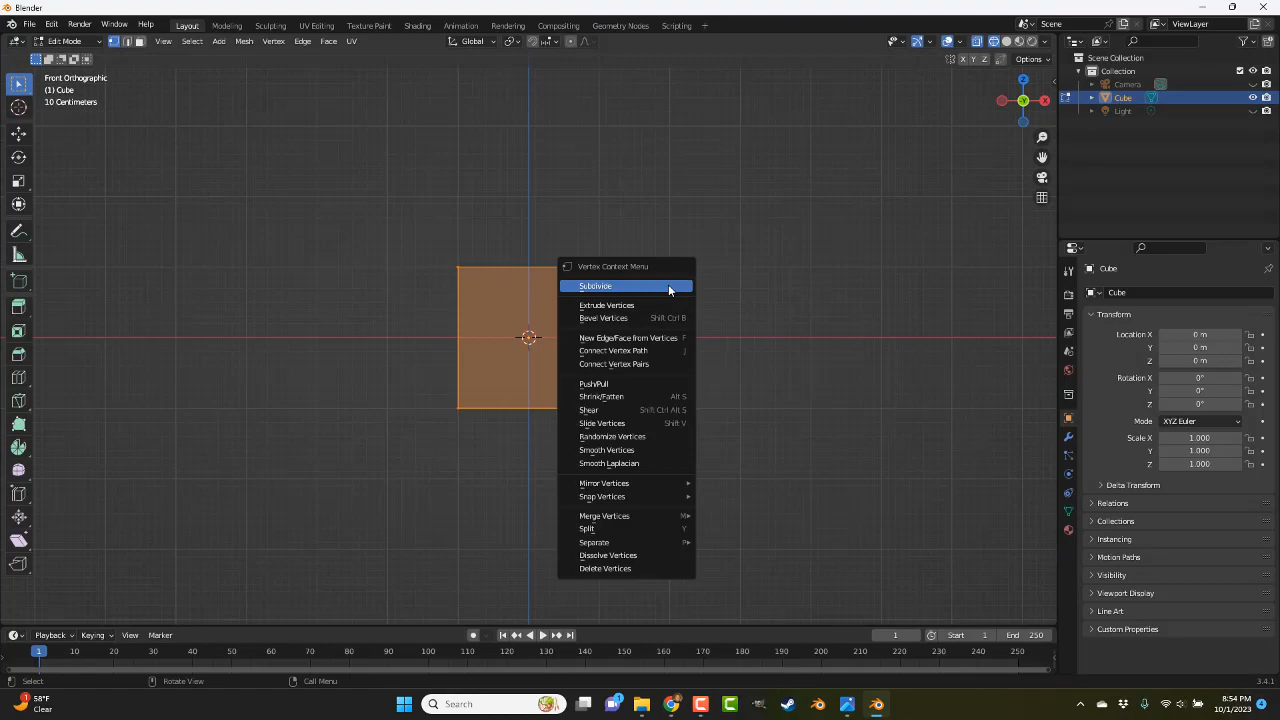 Blender
File Edit Render Window Help Layout Modeling Sculpting UV Editing Texture Paint Shading Animation Rendering Compositing Geometry Nodes Scripting + Scene ViewLayer
Edit Mode View Select Add Mesh Vertex Edge Face UV Global
X Y Z Options
Front Orthographic
(1) Cube
10 Centimeters
Z
X
-Y
Vertex Context Menu
Subdivide
Extrude Vertices
Bevel Vertices Shift Ctrl B
New Edge/Face from Vertices F
Connect Vertex Path J
Connect Vertex Pairs
Push/Pull
Shrink/Fatten Alt S
Shear Shift Ctrl Alt S
Slide Vertices Shift V
Randomize Vertices
Smooth Vertices
Smooth Laplacian
Mirror Vertices
Snap Vertices
Merge Vertices M
Split Y
Separate P
Dissolve Vertices
Delete Vertices
Scene Collection
Collection
Camera
Cube
Light
Cube
Cube
Transform
Location X 0 m
Y 0 m
Z 0 m
Rotation X 0°
Y 0°
Z 0°
Mode XYZ Euler
Scale X 1.000
Y 1.000
Z 1.000
Delta Transform
Relations
Collections
Instancing
Motion Paths
Visibility
Viewport Display
Line Art
Custom Properties
Playback Keying View Marker 1 Start 1 End 250
1 10 20 30 40 50 60 70 80 90 100 110 120 130 140 150 160 170 180 190 200 210 220 230 240 250
Select Rotate View Call Menu 3.4.1
1 58°F
Clear
Search
1
8:54 PM
10/1/2023